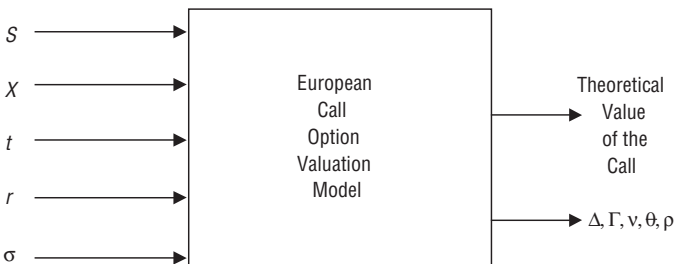 S
X
t
r
σ
European
Call
Option
Valuation
Model
Theoretical
Value
of the
Call
Δ, Γ, ν, θ, ρ